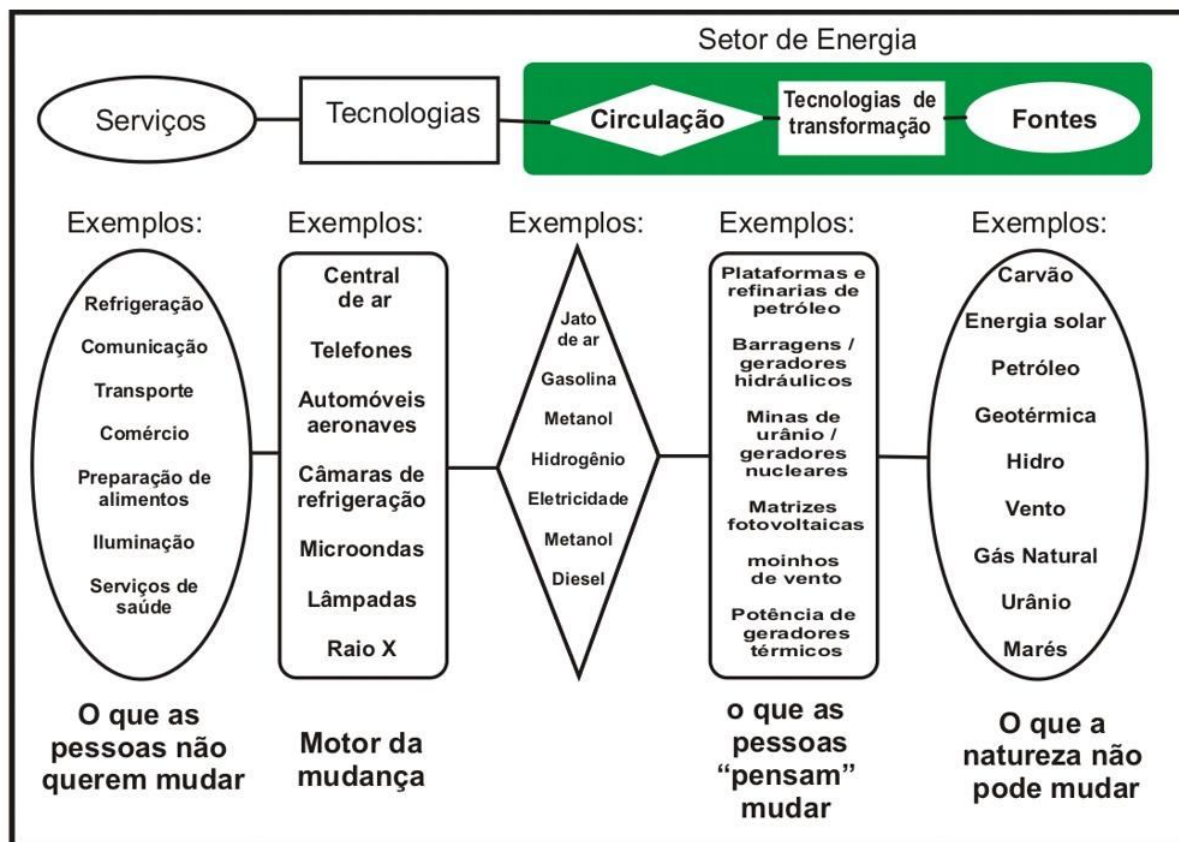 Setor de Energia
Serviços
Tecnologias
Circulação
Tecnologias de
transformação
Fontes
Exemplos:
Refrigeração
Comunicação
Transporte
Comércio
Preparação de
alimentos
Iluminação
Serviços de
saúde
O que as
pessoas não
querem mudar
Exemplos:
Central
de ar
Telefones
Automóveis
aeronaves
Câmaras de
refrigeração
Microondas
Lâmpadas
Raio X
Motor da
mudança
Exemplos:
Jato
de ar
Gasolina
Metanol
Hidrogênio
Eletricidade
Metanol
Diesel
Exemplos:
Plataformas e
refinarias de
petróleo
Barragens /
geradores
hidráulicos
Minas de
urânio /
geradores
nucleares
Matrizes
fotovoltaicas
moinhos
de vento
Potência de
geradores
térmicos
o que as
pessoas
“pensam”
mudar
Exemplos:
Carvão
Energia solar
Petróleo
Geotérmica
Hidro
Vento
Gás Natural
Urânio
Marés
O que a
natureza não
pode mudar